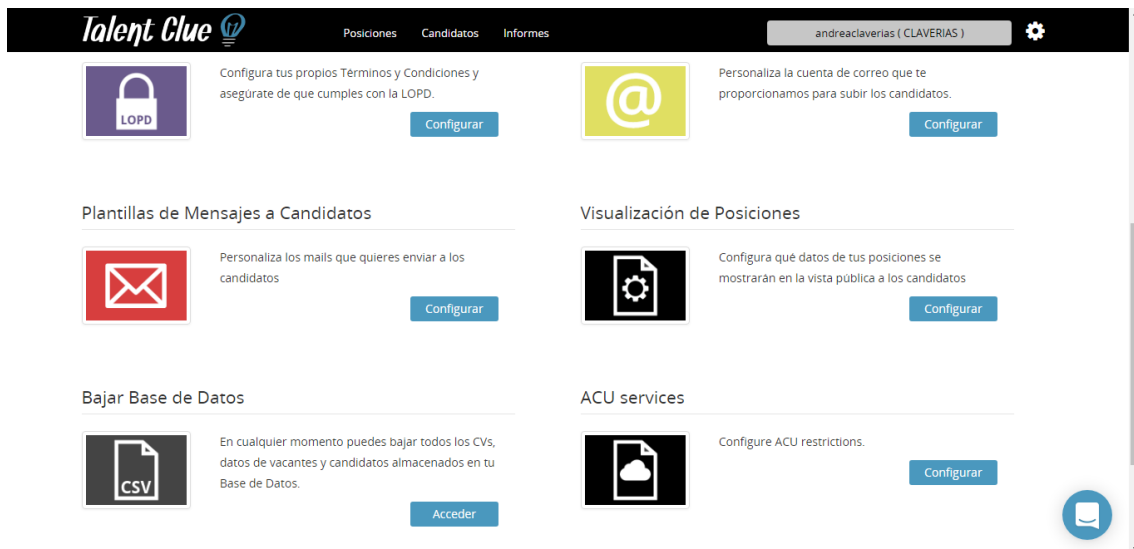 Talent Clue
Posiciones
Candidatos
Informes
andreaclaverias ( CLAVERIAS )
LOPD
Configura tus propios Términos y Condiciones y
asegúrate de que cumples con la LOPD.
Configurar
@
Personaliza la cuenta de correo que te
proporcionamos para subir los candidatos.
Configurar
Plantillas de Mensajes a Candidatos
Personaliza los mails que quieres enviar a los
candidatos
Configurar
Visualización de Posiciones
Configura qué datos de tus posiciones se
mostrarán en la vista pública a los candidatos
Configurar
Bajar Base de Datos
CSV
En cualquier momento puedes bajar todos los CVs,
datos de vacantes y candidatos almacenados en tu
Base de Datos.
Acceder
ACU services
Configure ACU restrictions.
Configurar